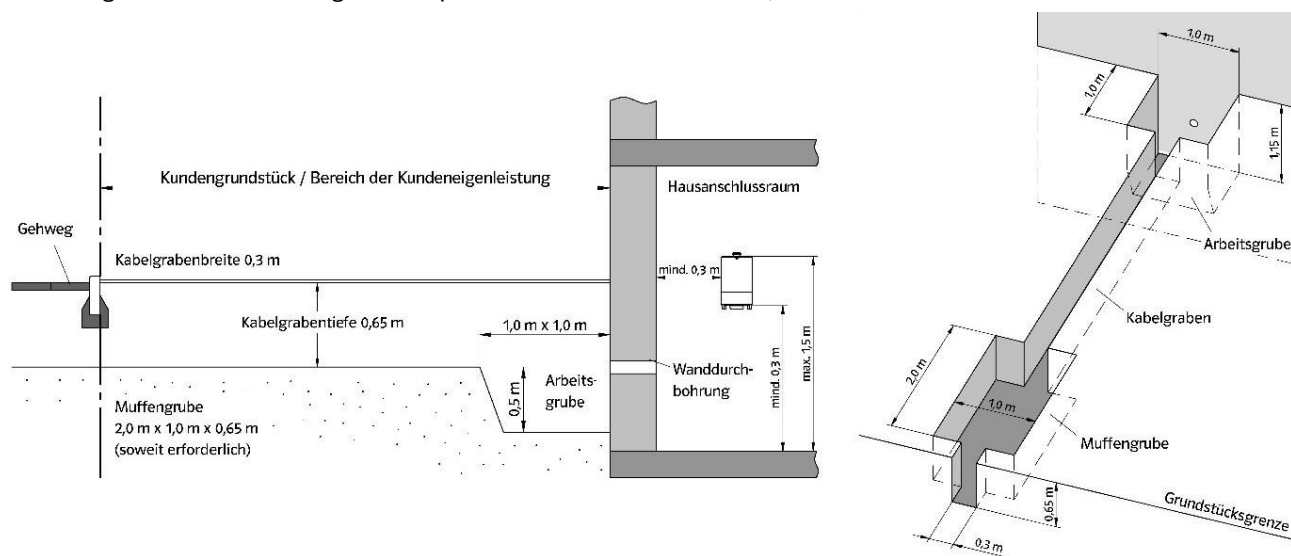 Kundengrundstück / Bereich der Kundeneigenleistung
Hausanschlussraum
Gehweg
Kabelgrabenbreite 0,3 m
mind. 0,3 m
Kabelgrabentiefe 0,65 m
1,0 m x 1,0 m
mind. 0,3 m
max. 1,5 m
Wanddurch-
bohrung
Arbeits-
grube
0,5 m
Muffengrube
2,0 m x 1,0 m x 0,65 m
(soweit erforderlich)
1,0 m
1,0 m
1,15 m
Arbeitsgrube
Kabelgraben
2,0 m
1,0 m
Muffengrube
Grundstücksgrenze
0,65 m
0,3 m